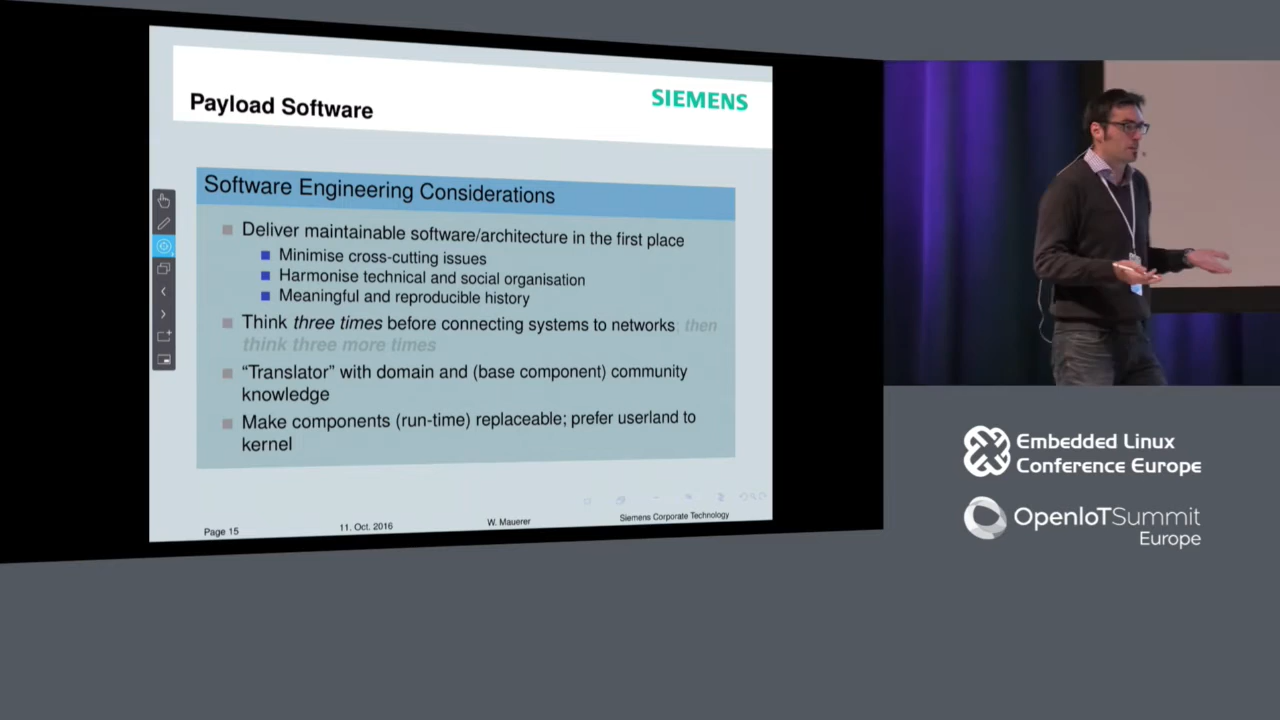 Payload Software
SIEMENS
Software Engineering Considerations
Deliver maintainable software/architecture in the first place
Minimise cross-cutting issues
Harmonise technical and social organisation
Meaningful and reproducible history
Think three times before connecting systems to networks; then
think three more times
“Translator” with domain and (base component) community
knowledge
Make components (run-time) replaceable; prefer userland to
kernel
Page 15
11. Oct. 2016
W. Mauerer
Siemens Corporate Technology
Embedded Linux
Conference Europe
OpenIoTSummit
Europe